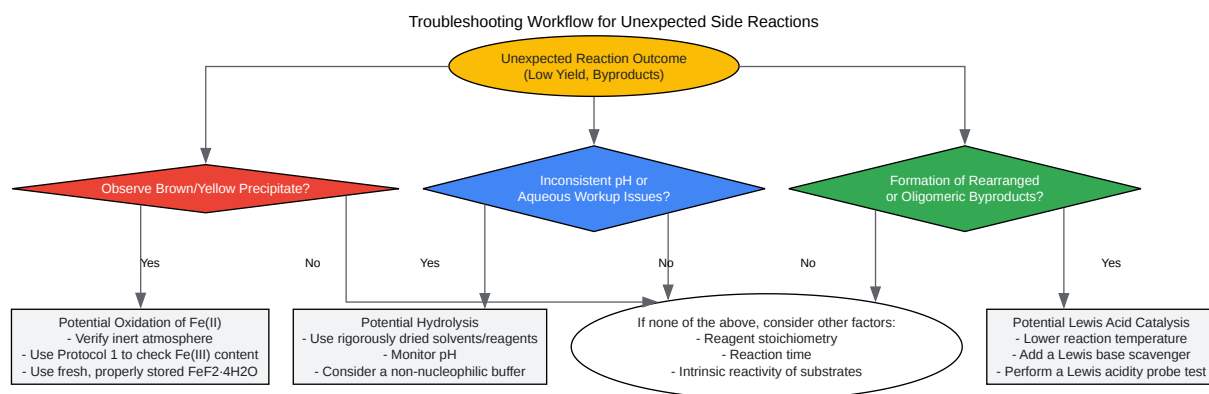 Troubleshooting Workflow for Unexpected Side Reactions
Unexpected Reaction Outcome
(Low Yield, Byproducts)
Observe Brown/Yellow Precipitate?
Inconsistent pH or
Aqueous Workup Issues?
Formation of Rearranged
or Oligomeric Byproducts?
Yes
No
Yes
No
No
Yes
Potential Oxidation of Fe(II)
- Verify inert atmosphere
- Use Protocol 1 to check Fe(III) content
- Use fresh, properly stored FeF2·4H2O
Potential Hydrolysis
- Use rigorously dried solvents/reagents
- Monitor pH
- Consider a non-nucleophilic buffer
If none of the above, consider other factors:
- Reagent stoichiometry
- Reaction time
- Intrinsic reactivity of substrates
Potential Lewis Acid Catalysis
- Lower reaction temperature
- Add a Lewis base scavenger
- Perform a Lewis acidity probe test